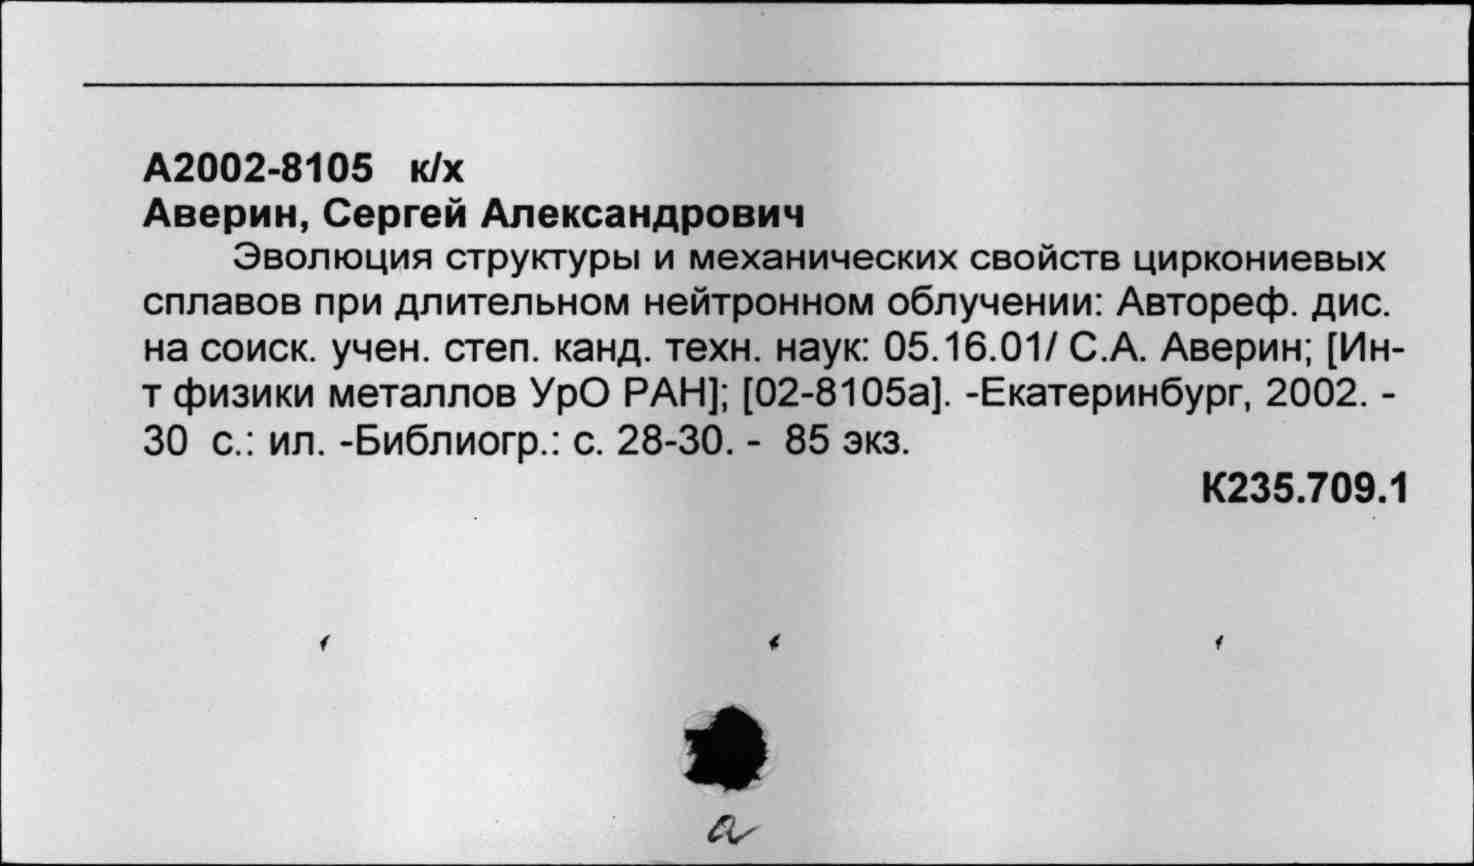 А2002-8105 к/х
Аверин, Сергей Александрович
Эволюция структуры и механических свойств циркониевых
сплавов при длительном нейтронном облучении: Автореф. дис.
на соиск. учен. степ. канд. техн. наук: 05.16.01/ С.А. Аверин; [Ин-
т физики металлов УрО РАН]; [02-8105а]. -Екатеринбург, 2002. -
30 с.: ил. -Библиогр.: с. 28-30. - 85 экз.
К235.709.1